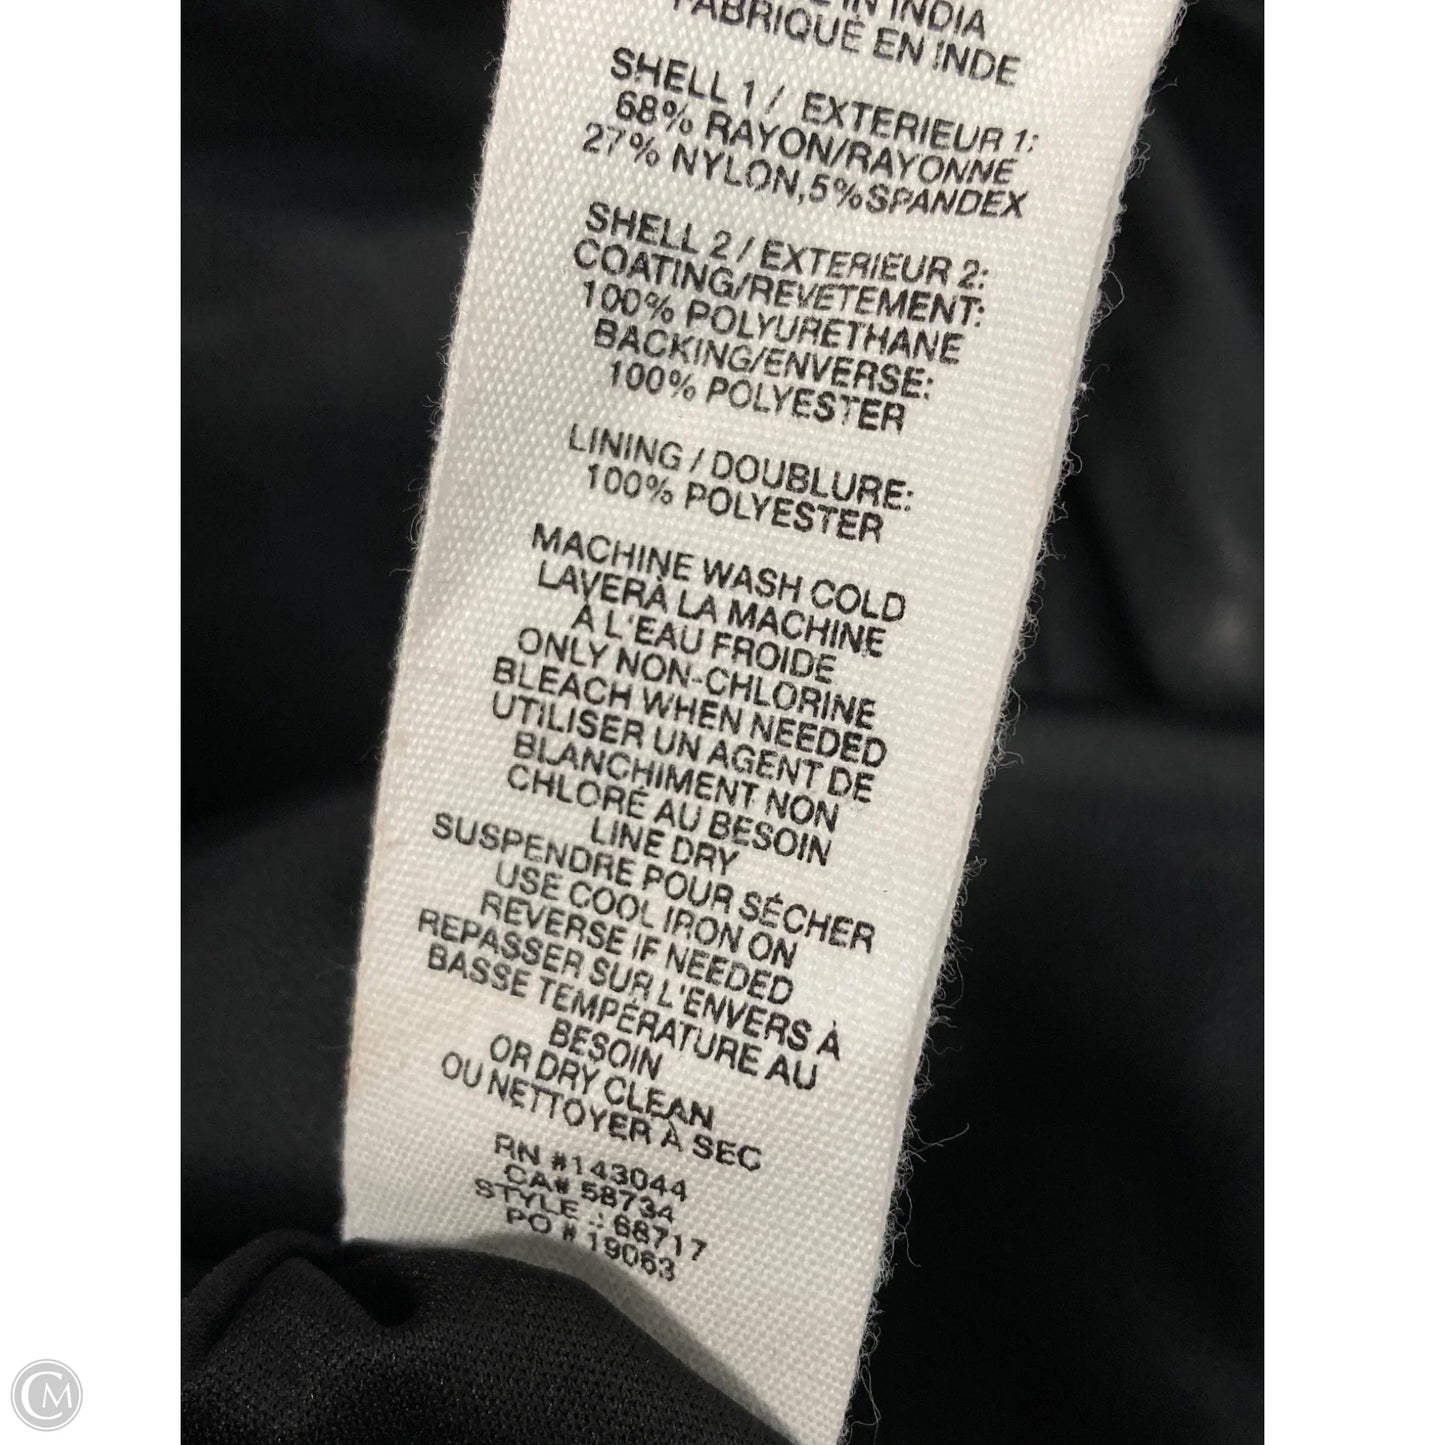 IN INDIA
FABRIQUÉ EN INDE
SHELL 1 / EXTERIEUR 1:
68% RAYON/RAYONNE
27% NYLON,5%SPANDEX
SHELL 2 / EXTERIEUR 2:
COATING/REVETEMENT:
100% POLYURETHANE
BACKING/ENVERSE:
100% POLYESTER
LINING / DOUBLURE:
100% POLYESTER
MACHINE WASH COLD
LAVERÀ LA MACHINE
À L'EAU FROIDE
ONLY NON-CHLORINE
BLEACH WHEN NEEDED
UTILISER UN AGENT DE
BLANCHIMENT NON
CHLORÉ AU BESOIN
LINE DRY
SUSPENDRE POUR SÉCHER
USE COOL IRON ON
REVERSE IF NEEDED
REPASSER SUR L'ENVERS À
BASSE TEMPÉRATURE AU
BESOIN
OR DRY CLEAN
OU NETTOYER À SEC
RN #143044
CA# 58734
STYLE : 68717
PO # 19063
CM